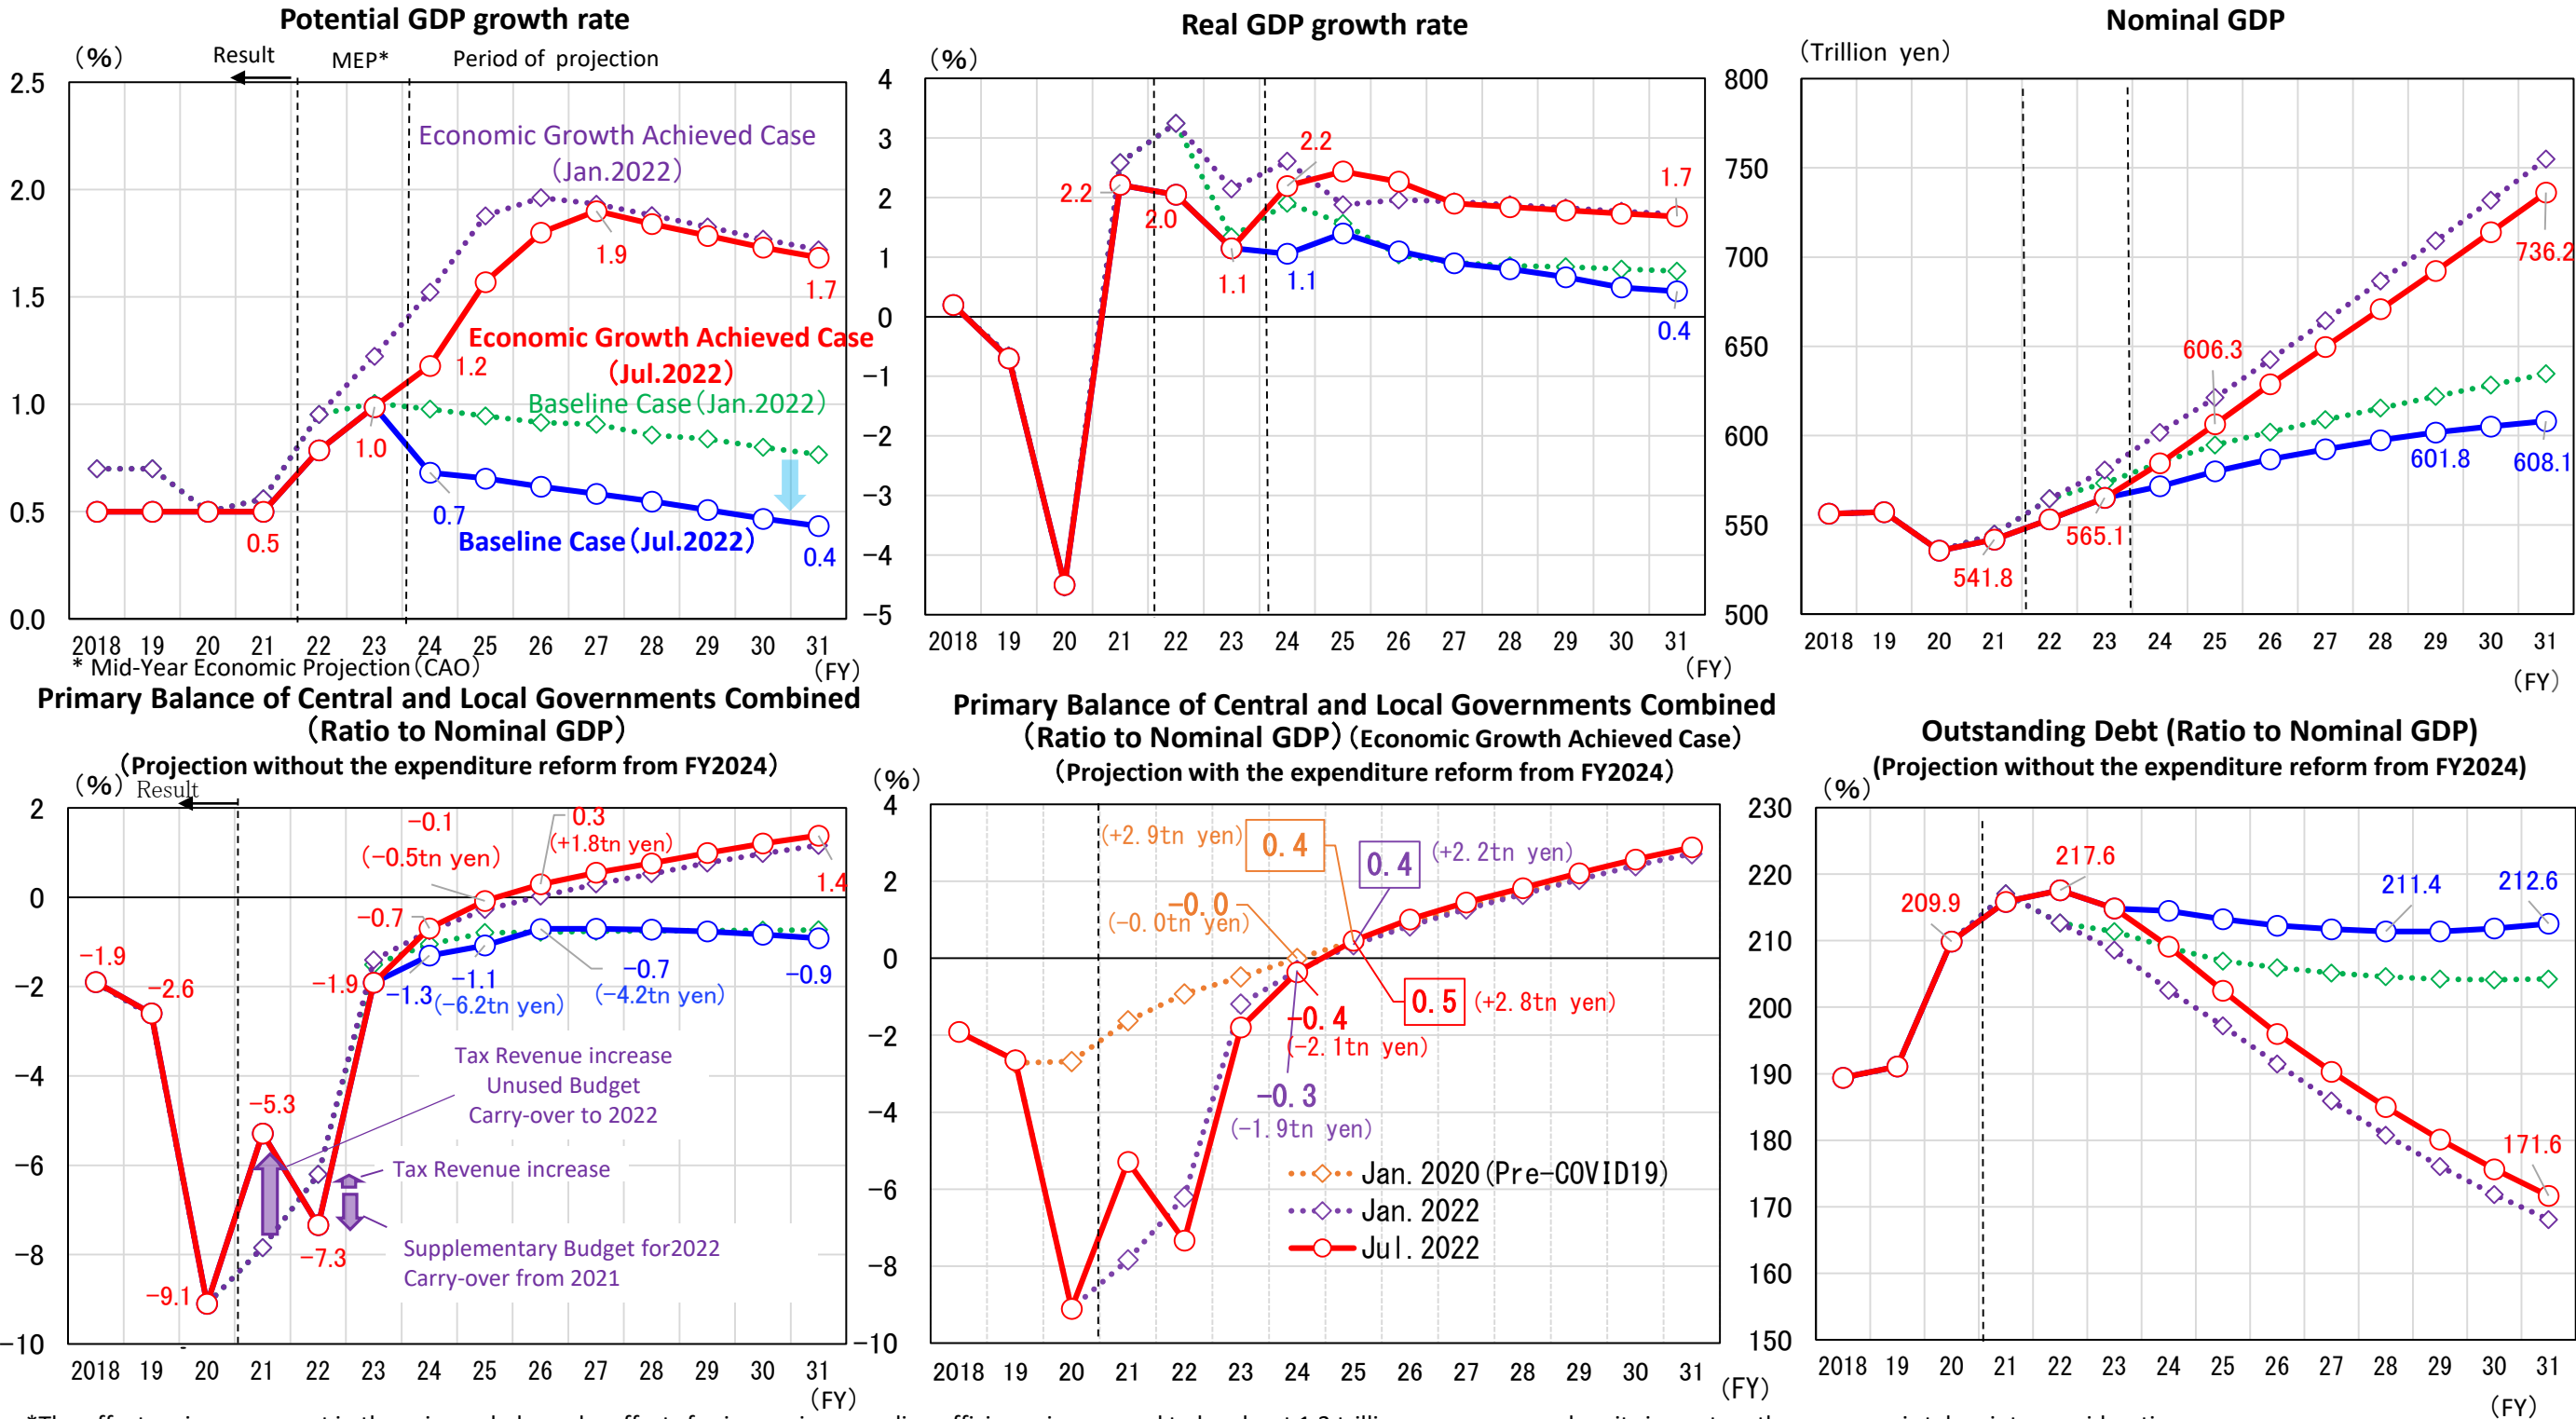 Potential GDP growth rate
（%）
Result
MEP*
Period of projection
2.5
2.0
1.5
1.0
0.5
0.0
Economic Growth Achieved Case
（Jan.2022）
1.9
1.7
1.2
Economic Growth Achieved Case
（Jul.2022）
Baseline Case（Jan.2022）
1.0
0.7
0.5
Baseline Case（Jul.2022）
0.4
2018 19 20 21 22 23 24 25 26 27 28 29 30 31
* Mid-Year Economic Projection（CAO）
（FY）
Real GDP growth rate
（%）
4
3
2
1
0
−1
−2
−3
−4
−5
2.2
2.0
1.1
2.2
1.1
1.7
0.4
2018 19 20 21 22 23 24 25 26 27 28 29 30 31
（FY）
Nominal GDP
（Trillion yen）
800
750
700
650
600
550
500
541.8
565.1
606.3
736.2
601.8
608.1
2018 19 20 21 22 23 24 25 26 27 28 29 30 31
（FY）
Primary Balance of Central and Local Governments Combined
（Ratio to Nominal GDP）
（Projection without the expenditure reform from FY2024）
（%）
Result
2
0
−2
−4
−6
−8
−10
−1.9
−2.6
−9.1
−5.3
−7.3
−1.9
−0.7
−0.1
(−0.5tn yen)
0.3
(+1.8tn yen)
1.4
−1.3
−1.1
(−6.2tn yen)
−0.7
(−4.2tn yen)
−0.9
Tax Revenue increase
Unused Budget
Carry-over to 2022
Tax Revenue increase
Supplementary Budget for2022
Carry-over from 2021
2018 19 20 21 22 23 24 25 26 27 28 29 30 31
（FY）
Primary Balance of Central and Local Governments Combined
（Ratio to Nominal GDP）（Economic Growth Achieved Case）
（Projection with the expenditure reform from FY2024）
（%）
4
2
0
−2
−4
−6
−8
−10
(+2.9tn yen)
0.4
0.4
(+2.2tn yen)
−0.0
(−0.0tn yen)
0.5
(+2.8tn yen)
−0.4
(−2.1tn yen)
−0.3
(−1.9tn yen)
Jan. 2020(Pre−COVID19)
Jan. 2022
Jul. 2022
2018 19 20 21 22 23 24 25 26 27 28 29 30 31
（FY）
Outstanding Debt (Ratio to Nominal GDP)
(Projection without the expenditure reform from FY2024)
（%）
230
220
210
200
190
180
170
160
150
209.9
217.6
211.4
212.6
171.6
2018 19 20 21 22 23 24 25 26 27 28 29 30 31
（FY）